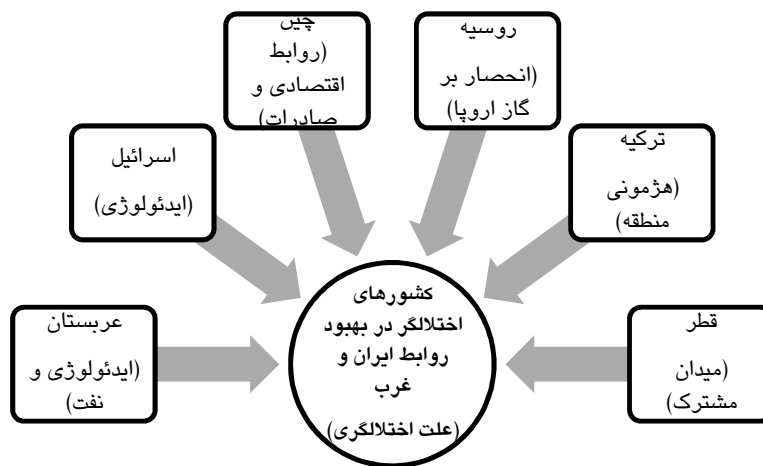 چین
(روابط
اقتصادی و
صادرات)
روسیه
(انحصار بر
گاز اروپا)
اسرائیل
(ایدئولوژی)
ترکیه
(هژمونی
منطقه)
عربستان
(ایدئولوژی و
نفت)
کشورهای
اختلالگر در بهبود
روابط ایران و
غرب
(علت اختلالگری)
قطر
(میدان
مشترک)